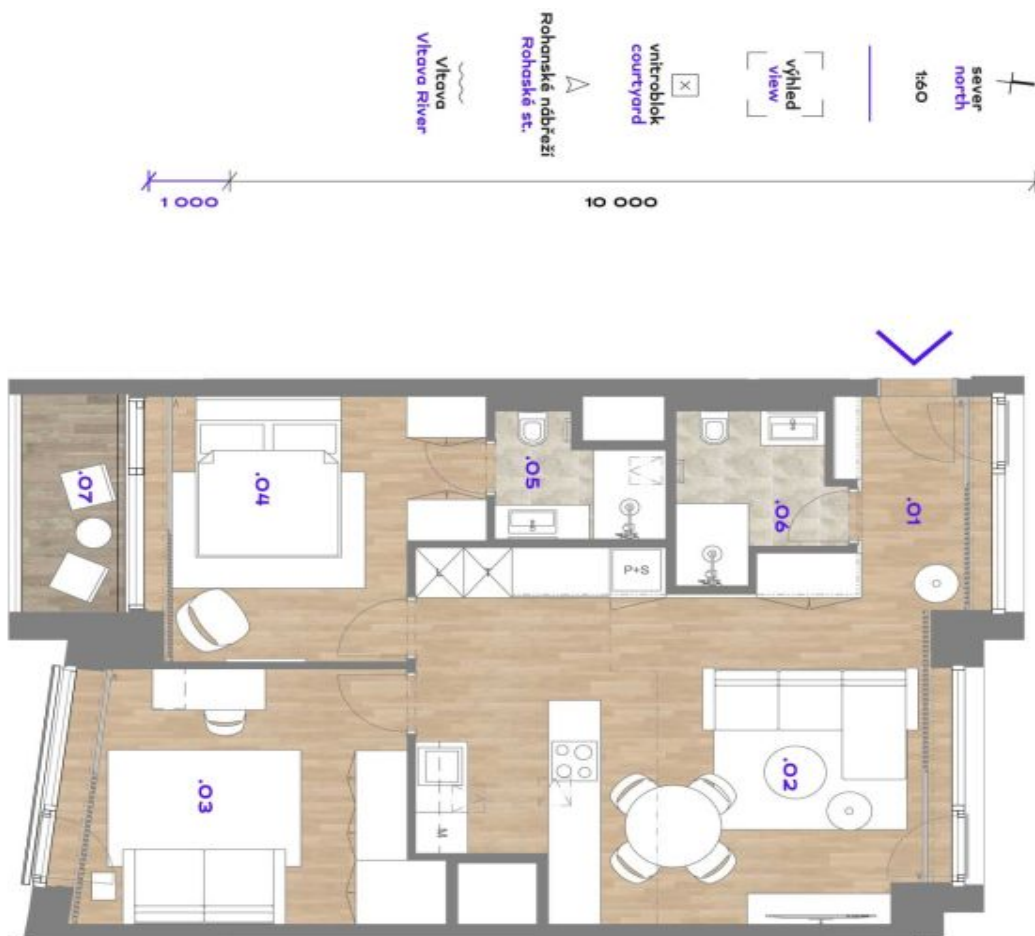 sever
north
1:60
výhled
view
vnitroblok
courtyard
Rohanské nábřeží
Rohaské st.
Vltava
Vltava River
1 000
10 000
.01
.02
.03
.04
.05
.06
.07
P+S
M